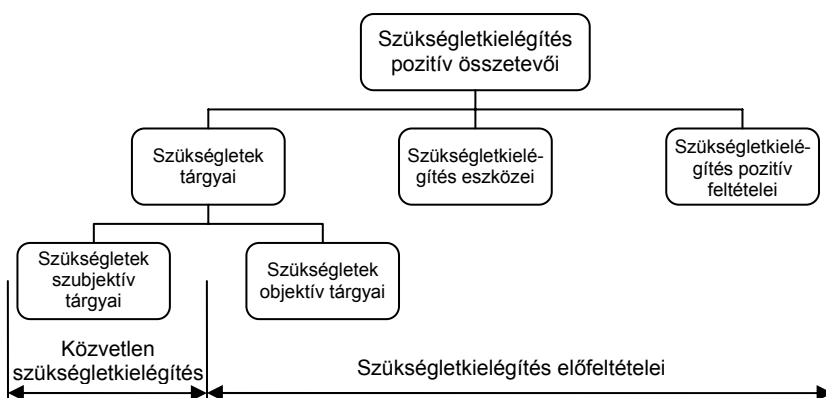 Szükségletkielégítés
pozitív összetevői
Szükségletek
tárgyai
Szükségletkielé-
gítés eszközei
Szükségletkielé-
gítés pozitív
feltételei
Szükségletek
szubjektív
tárgyai
Szükségletek
objektív tárgyai
Közvetlen
szükségletkielégítés
Szükségletkielégítés előfeltételei